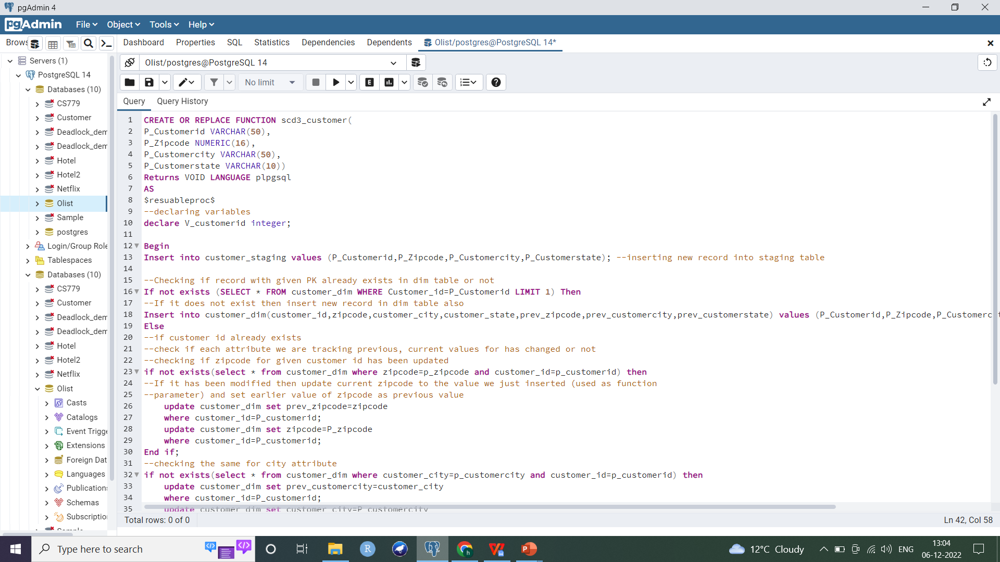 pgAdmin 4
pgAdmin File Object Tools Help
Brows
Dashboard Properties SQL Statistics Dependencies Dependents Olist/postgres@PostgreSQL 14*
Servers (1)
PostgreSQL 14
Databases (10)
CS779
Customer
Deadlock_dem
Deadlock_dem
Hotel
Hotel2
Netflix
Olist
Sample
postgres
Login/Group Role
Tablespaces
Databases (10)
CS779
Customer
Deadlock_dem
Deadlock_dem
Hotel
Hotel2
Netflix
Olist
Casts
Catalogs
Event Trigge
Extensions
Foreign Dat
Languages
Publications
Schemas
Subscription
Sample
Olist/postgres@PostgreSQL 14
No limit
E
Query Query History
1 CREATE OR REPLACE FUNCTION scd3_customer(
2 P_Customerid VARCHAR(50),
3 P_Zipcode NUMERIC(16),
4 P_Customercity VARCHAR(50),
5 P_Customerstate VARCHAR(10))
6 Returns VOID LANGUAGE plpgsql
7 AS
8 $resuableproc$
9 --declaring variables
10 declare V_customerid integer;
11
12 Begin
13 Insert into customer_staging values (P_Customerid,P_Zipcode,P_Customercity,P_Customerstate); --inserting new record into staging table
14
15 --Checking if record with given PK already exists in dim table or not
16 If not exists (SELECT * FROM customer_dim WHERE Customer_id=P_Customerid LIMIT 1) Then
17 --If it does not exist then insert new record in dim table also
18 Insert into customer_dim(customer_id,zipcode,customer_city,customer_state,prev_zipcode,prev_customercity,prev_customerstate) values (P_Customerid,P_Zipcode,P_Customerci
19 Else
20 --if customer id already exists
21 --check if each attribute we are tracking previous, current values for has changed or not
22 --checking if zipcode for given customer id has been updated
23 if not exists(select * from customer_dim where zipcode=p_zipcode and customer_id=p_customerid) then
24 --If it has been modified then update current zipcode to the value we just inserted (used as function
25 --parameter) and set earlier value of zipcode as previous value
26 update customer_dim set prev_zipcode=zipcode
27 where customer_id=P_customerid;
28 update customer_dim set zipcode=P_zipcode
29 where customer_id=P_customerid;
30 End if;
31 --checking the same for city attribute
32 if not exists(select * from customer_dim where customer_city=p_customercity and customer_id=p_customerid) then
33 update customer_dim set prev_customercity=customer_city
34 where customer_id=P_customerid;
35 update customer_dim set customer_city=P_customercity
Total rows: 0 of 0
Ln 42, Col 58
Type here to search
12°C Cloudy
ENG
13:04
06-12-2022